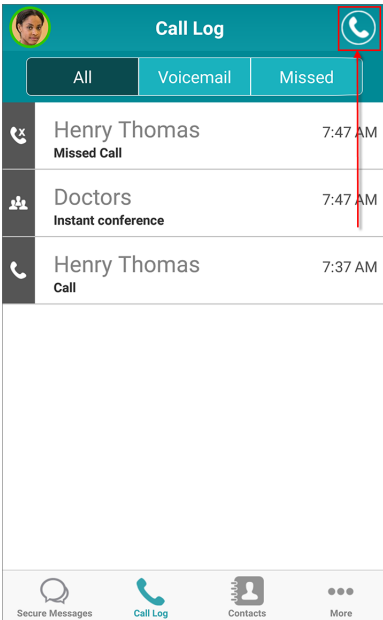 Call Log
All Voicemail Missed
Henry Thomas 7:47 AM
Missed Call
Doctors 7:47 AM
Instant conference
Henry Thomas 7:37 AM
Call
Secure Messages Call Log Contacts More